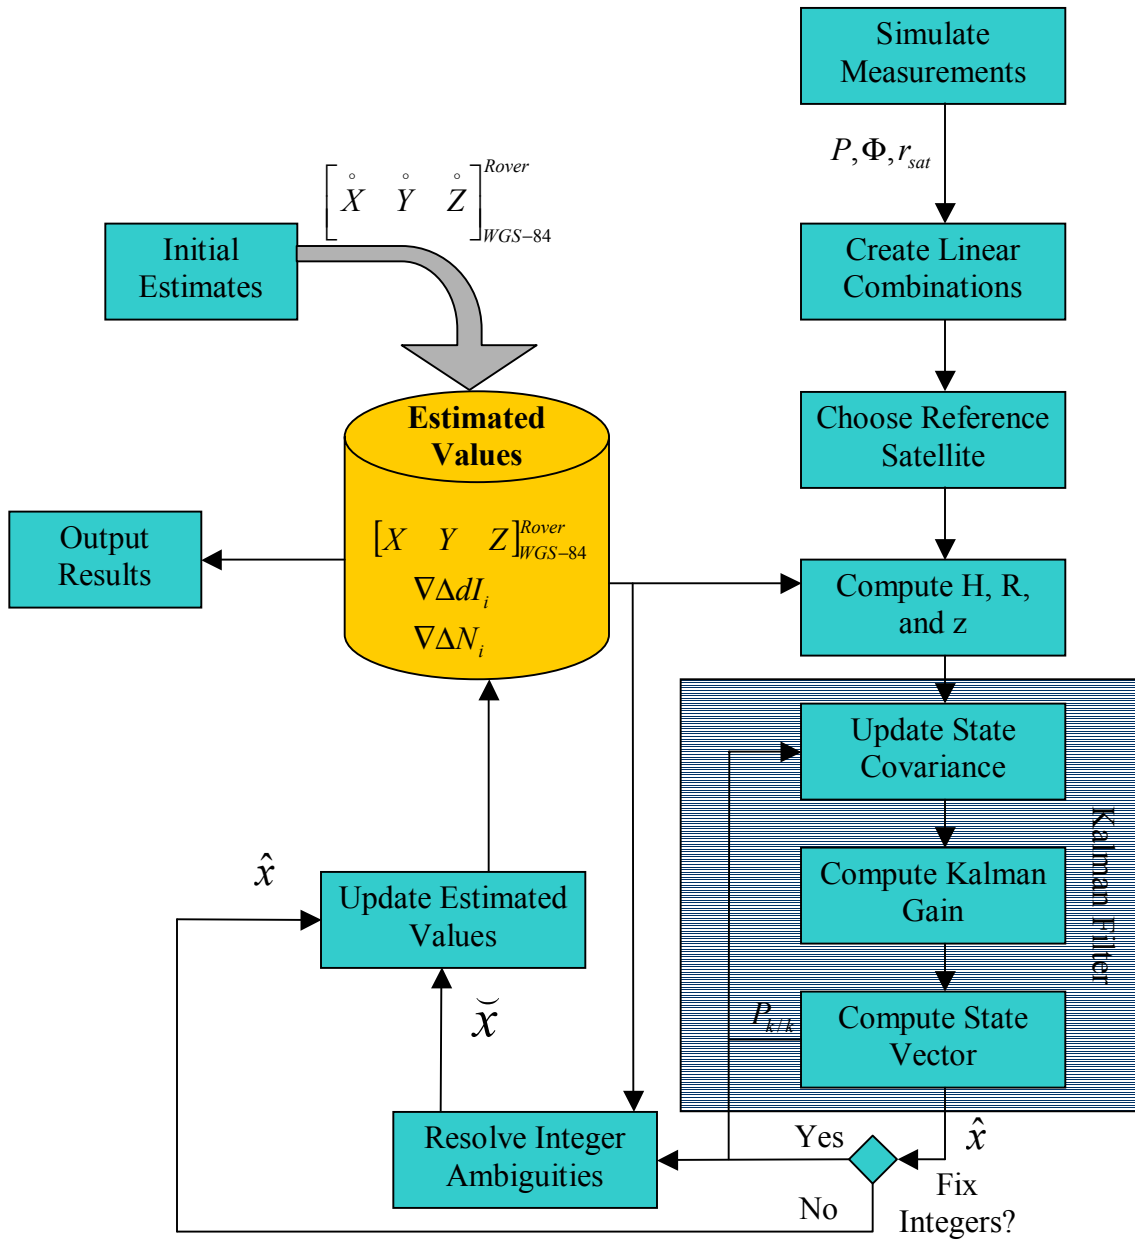 Simulate
Measurements
P, Φ, r_sat
[X̊ Y̊ Z̊]^Rover_WGS−84
Initial
Estimates
Create Linear
Combinations
Estimated
Values
Choose Reference
Satellite
[X Y Z]^Rover_WGS−84
∇ΔdI_i
∇ΔN_i
Output
Results
Compute H, R,
and z
Update State
Covariance
Kalman Filter
Compute Kalman
Gain
x̂
Update Estimated
Values
P_k/k
Compute State
Vector
x̆
Resolve Integer
Ambiguities
Yes
x̂
No
Fix
Integers?